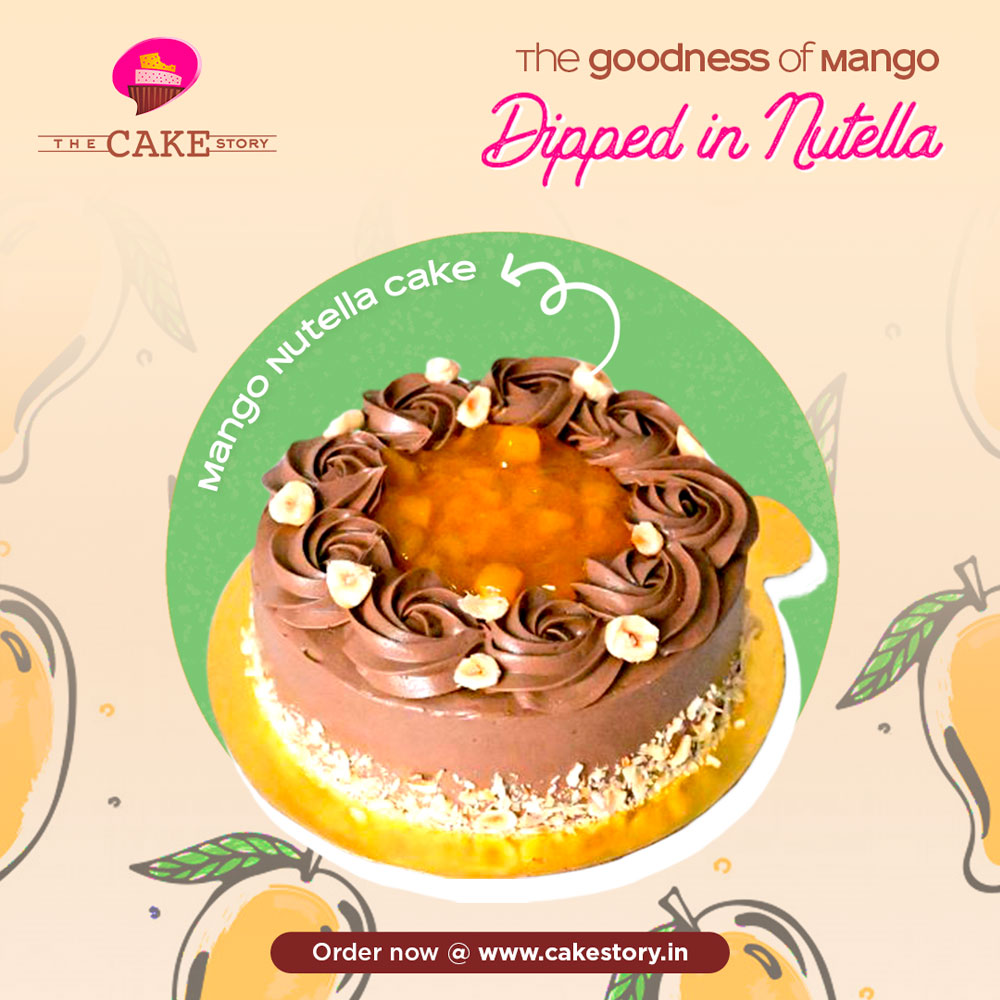 THE CAKE STORY
The goodness of Mango
Dipped in Nutella
Mango Nutella Cake
Order now @ www.cakestory.in